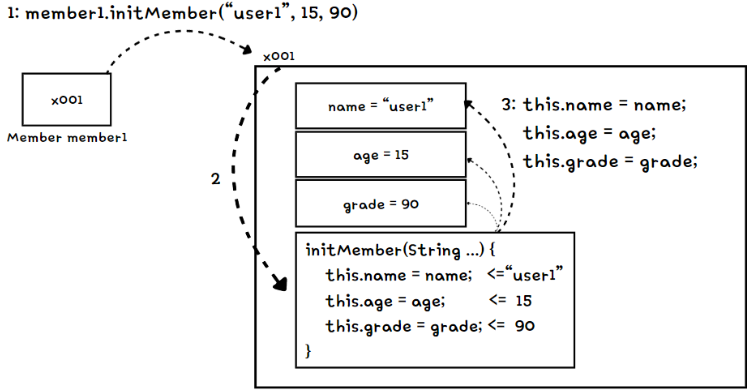 1: member1.initMember(“user1”, 15, 90)
x001
x001
Member member1
name = “user1”
age = 15
grade = 90
3: this.name = name;
this.age = age;
this.grade = grade;
2
initMember(String ...) {
this.name = name; <=“user1”
this.age = age; <= 15
this.grade = grade; <= 90
}